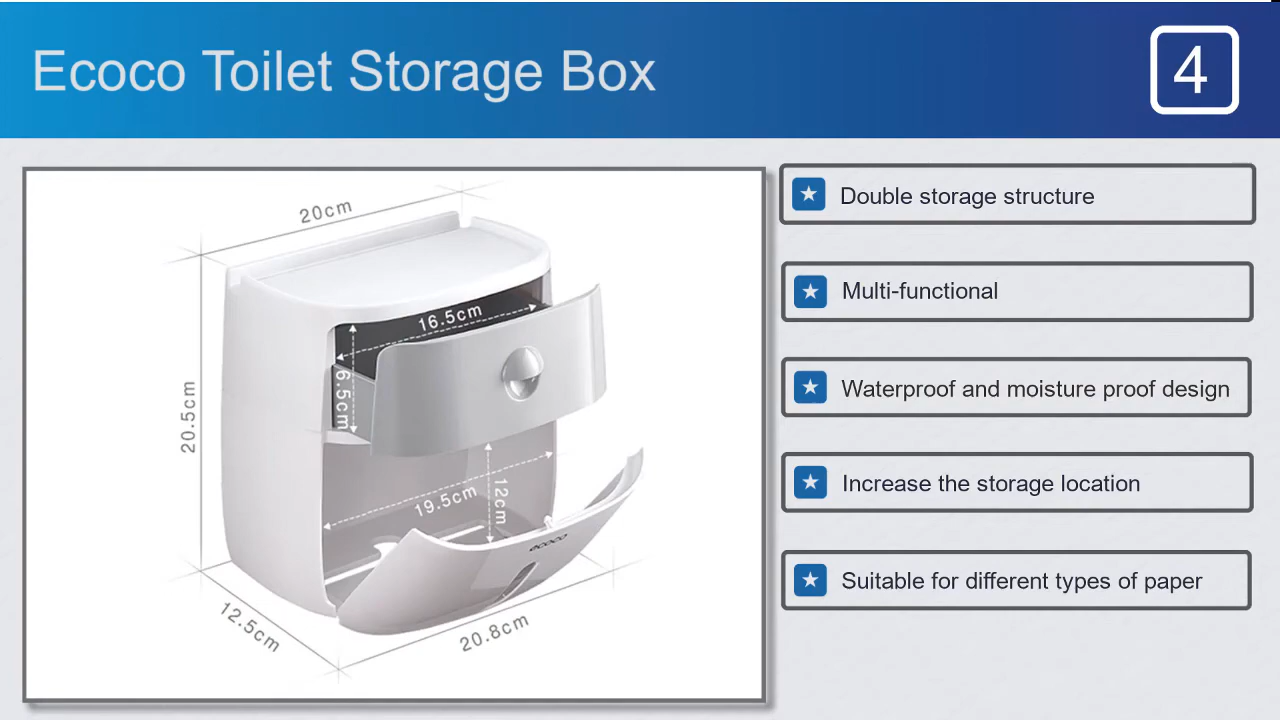 Ecoco Toilet Storage Box
4
20cm
16.5cm
6.5cm
20.5cm
19.5cm
12cm
ecoco
12.5cm
20.8cm
Double storage structure
Multi-functional
Waterproof and moisture proof design
Increase the storage location
Suitable for different types of paper